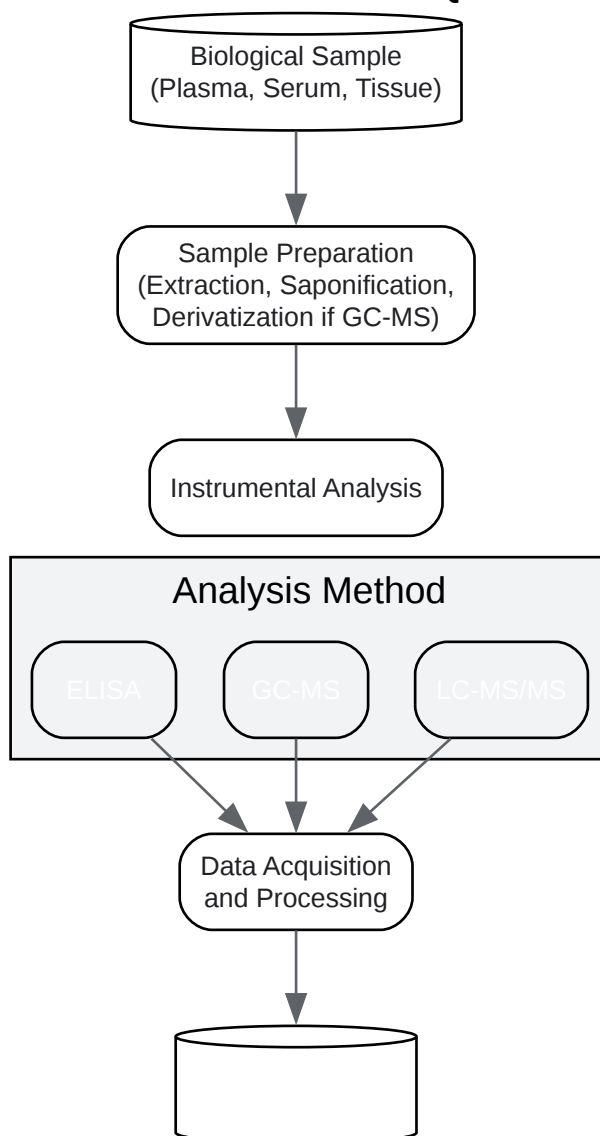 Biological Sample
(Plasma, Serum, Tissue)
Sample Preparation
(Extraction, Saponification,
Derivatization if GC-MS)
Instrumental Analysis
Analysis Method
ELISA
GC-MS
LC-MS/MS
Data Acquisition
and Processing